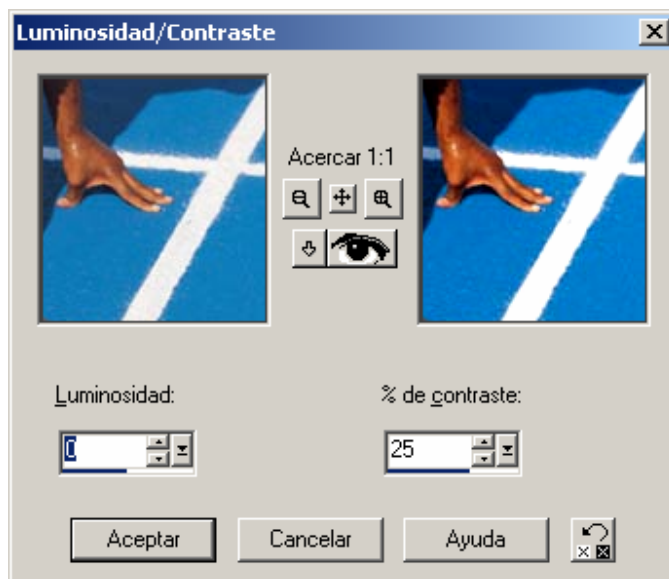 Luminosidad/Contraste
Acercar 1:1
Luminosidad:
% de contraste:
0
25
Aceptar
Cancelar
Ayuda